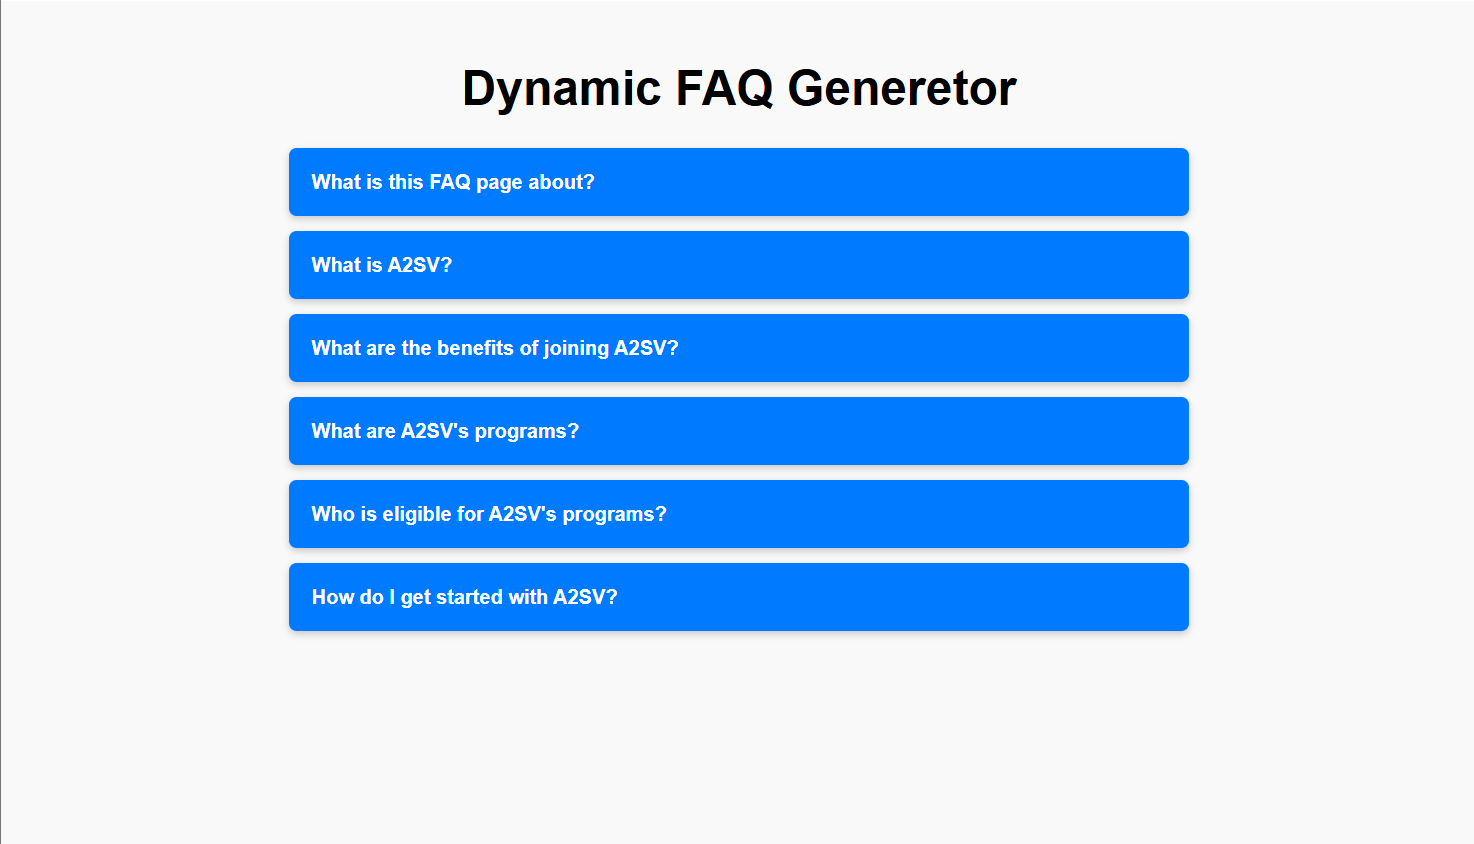 Dynamic FAQ Generetor
What is this FAQ page about?
What is A2SV?
What are the benefits of joining A2SV?
What are A2SV's programs?
Who is eligible for A2SV's programs?
How do I get started with A2SV?